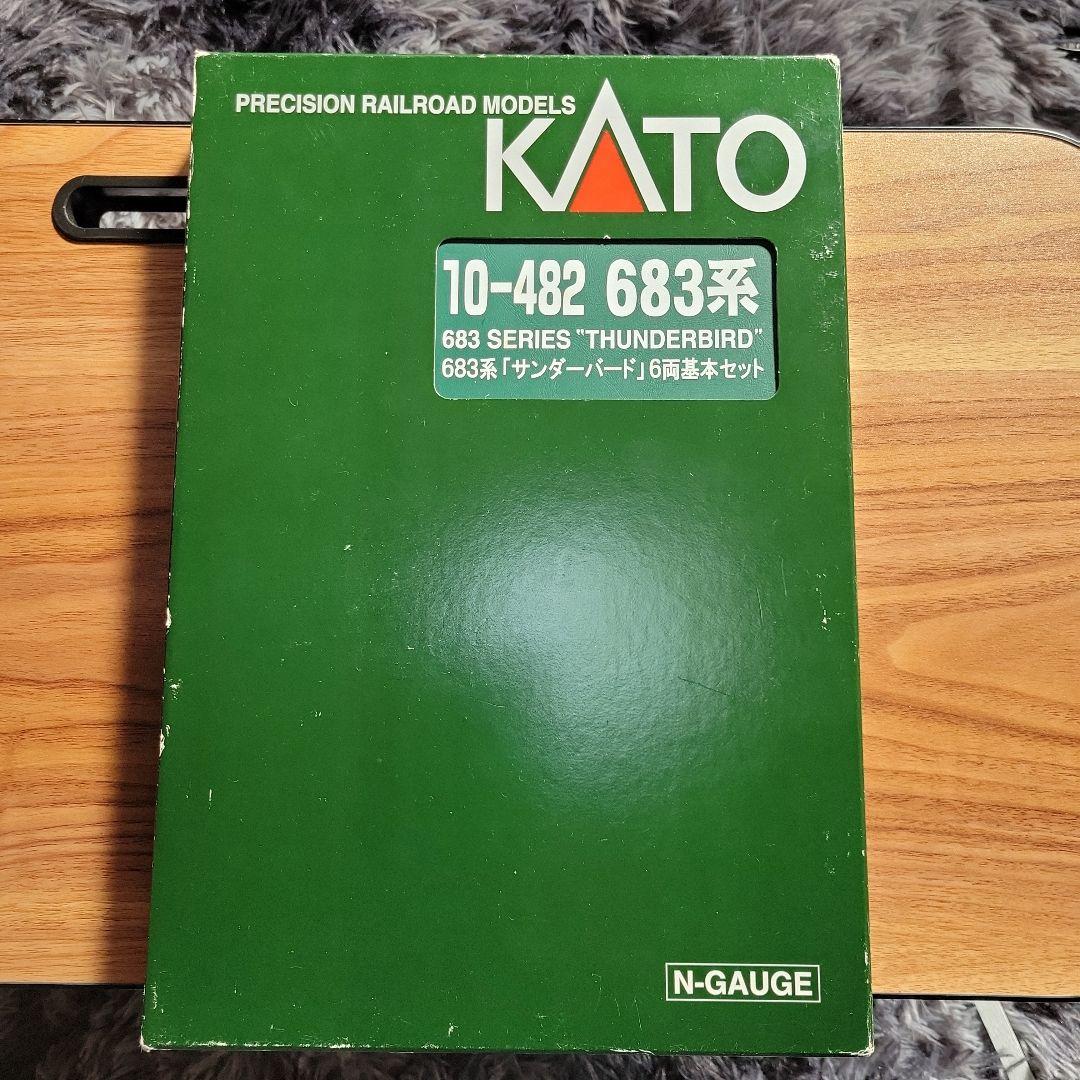 PRECISION RAILROAD MODELS
KATO
10-482 683系
683 SERIES "THUNDERBIRD"
683系「サンダーバード」6両基本セット
N-GAUGE